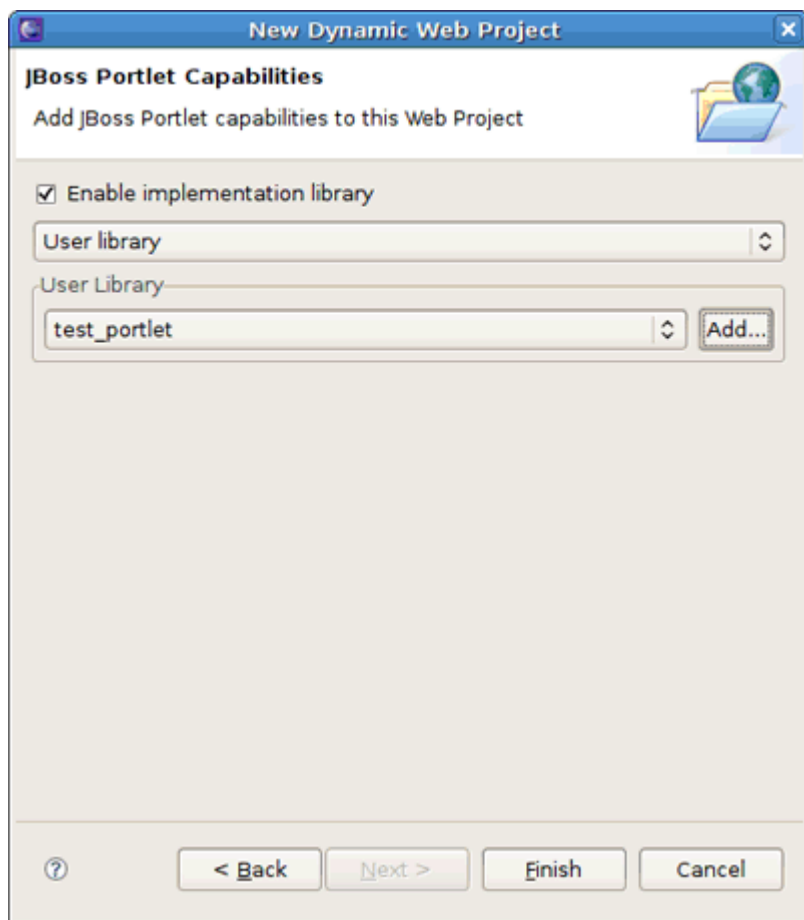 New Dynamic Web Project
JBoss Portlet Capabilities
Add JBoss Portlet capabilities to this Web Project
Enable implementation library
User library
User Library
test_portlet
Add...
?
< Back
Next >
Finish
Cancel